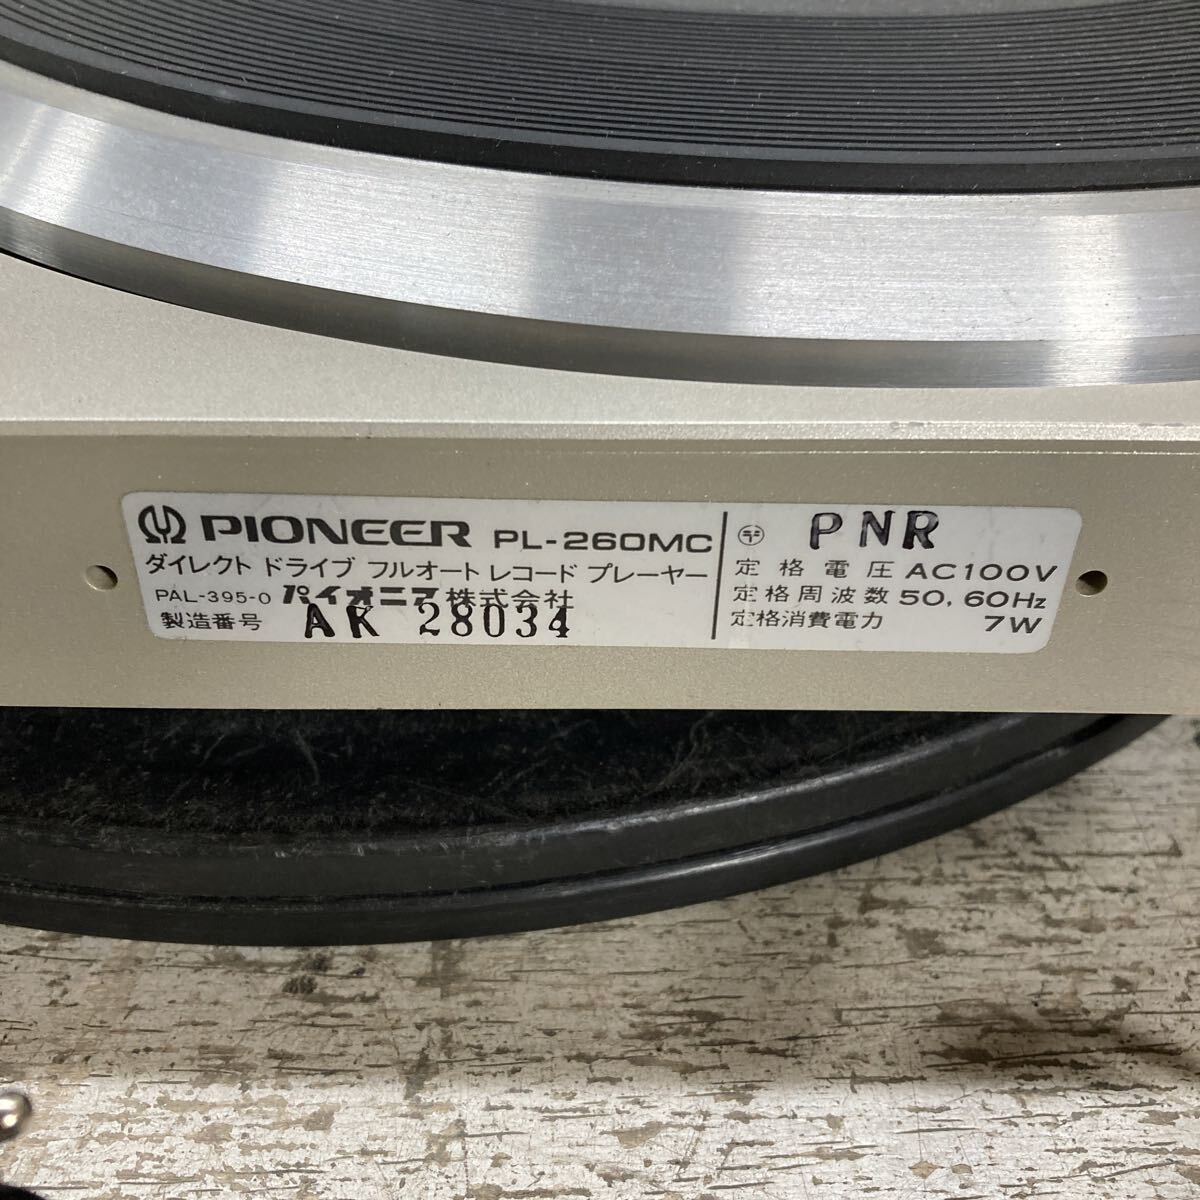 PIONEER PL-260MC
ダイレクト ドライブ フルオート レコード プレーヤー
PAL-395-0 パイオニア株式会社
製造番号 AK 28034
〒 PNR
定格電圧 AC100V
定格周波数 50,60Hz
定格消費電力 7W